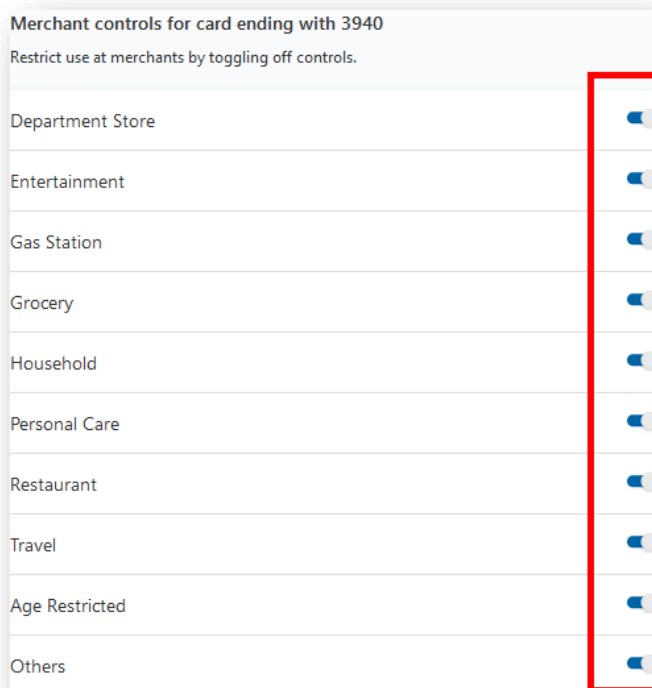 Merchant controls for card ending with 3940
Restrict use at merchants by toggling off controls.
Department Store
Entertainment
Gas Station
Grocery
Household
Personal Care
Restaurant
Travel
Age Restricted
Others